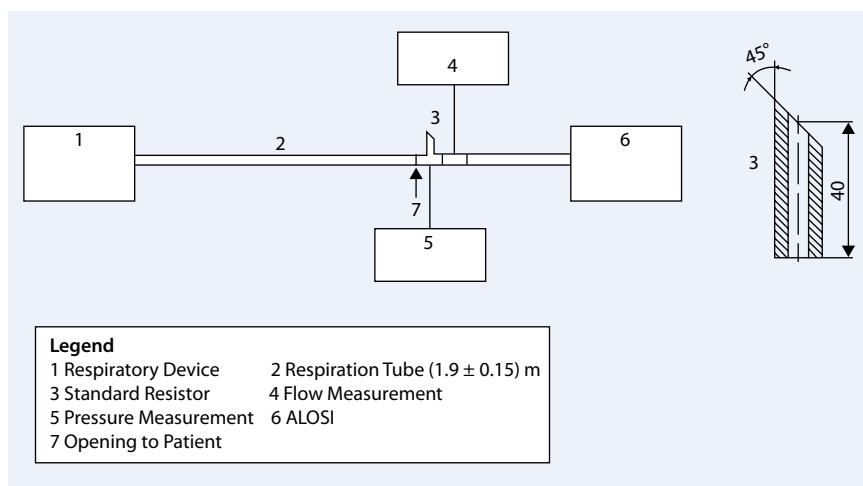 4
45°
3
1
2
6
3
40
7
5
Legend
1 Respiratory Device 2 Respiration Tube (1.9 ± 0.15) m
3 Standard Resistor 4 Flow Measurement
5 Pressure Measurement 6 ALOSI
7 Opening to Patient